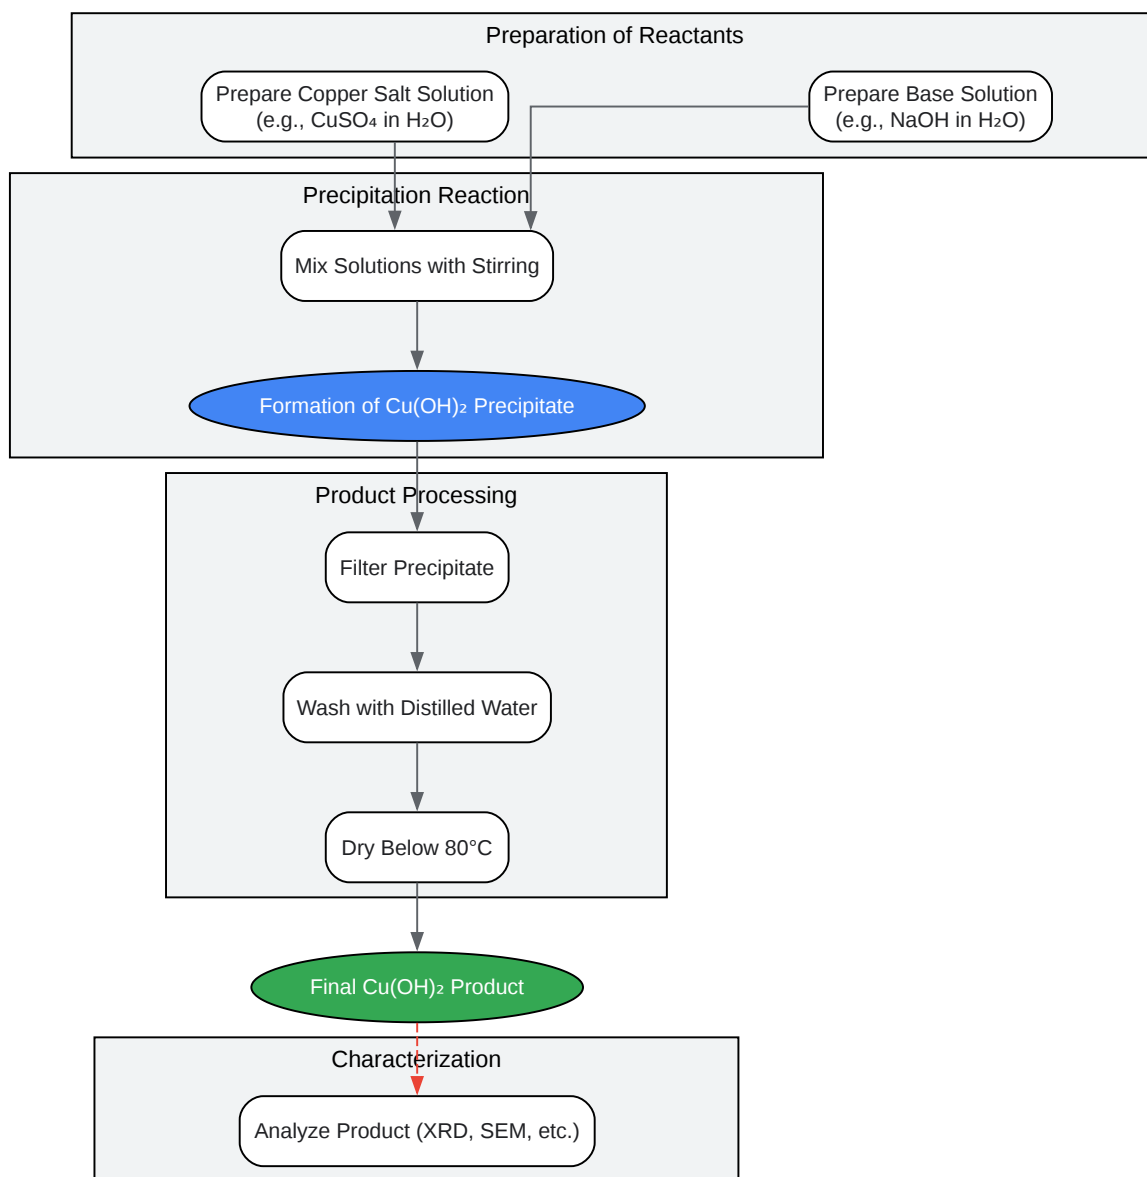 Preparation of Reactants
Prepare Copper Salt Solution
(e.g., CuSO₄ in H₂O)
Prepare Base Solution
(e.g., NaOH in H₂O)
Precipitation Reaction
Mix Solutions with Stirring
Formation of Cu(OH)₂ Precipitate
Product Processing
Filter Precipitate
Wash with Distilled Water
Dry Below 80°C
Final Cu(OH)₂ Product
Characterization
Analyze Product (XRD, SEM, etc.)